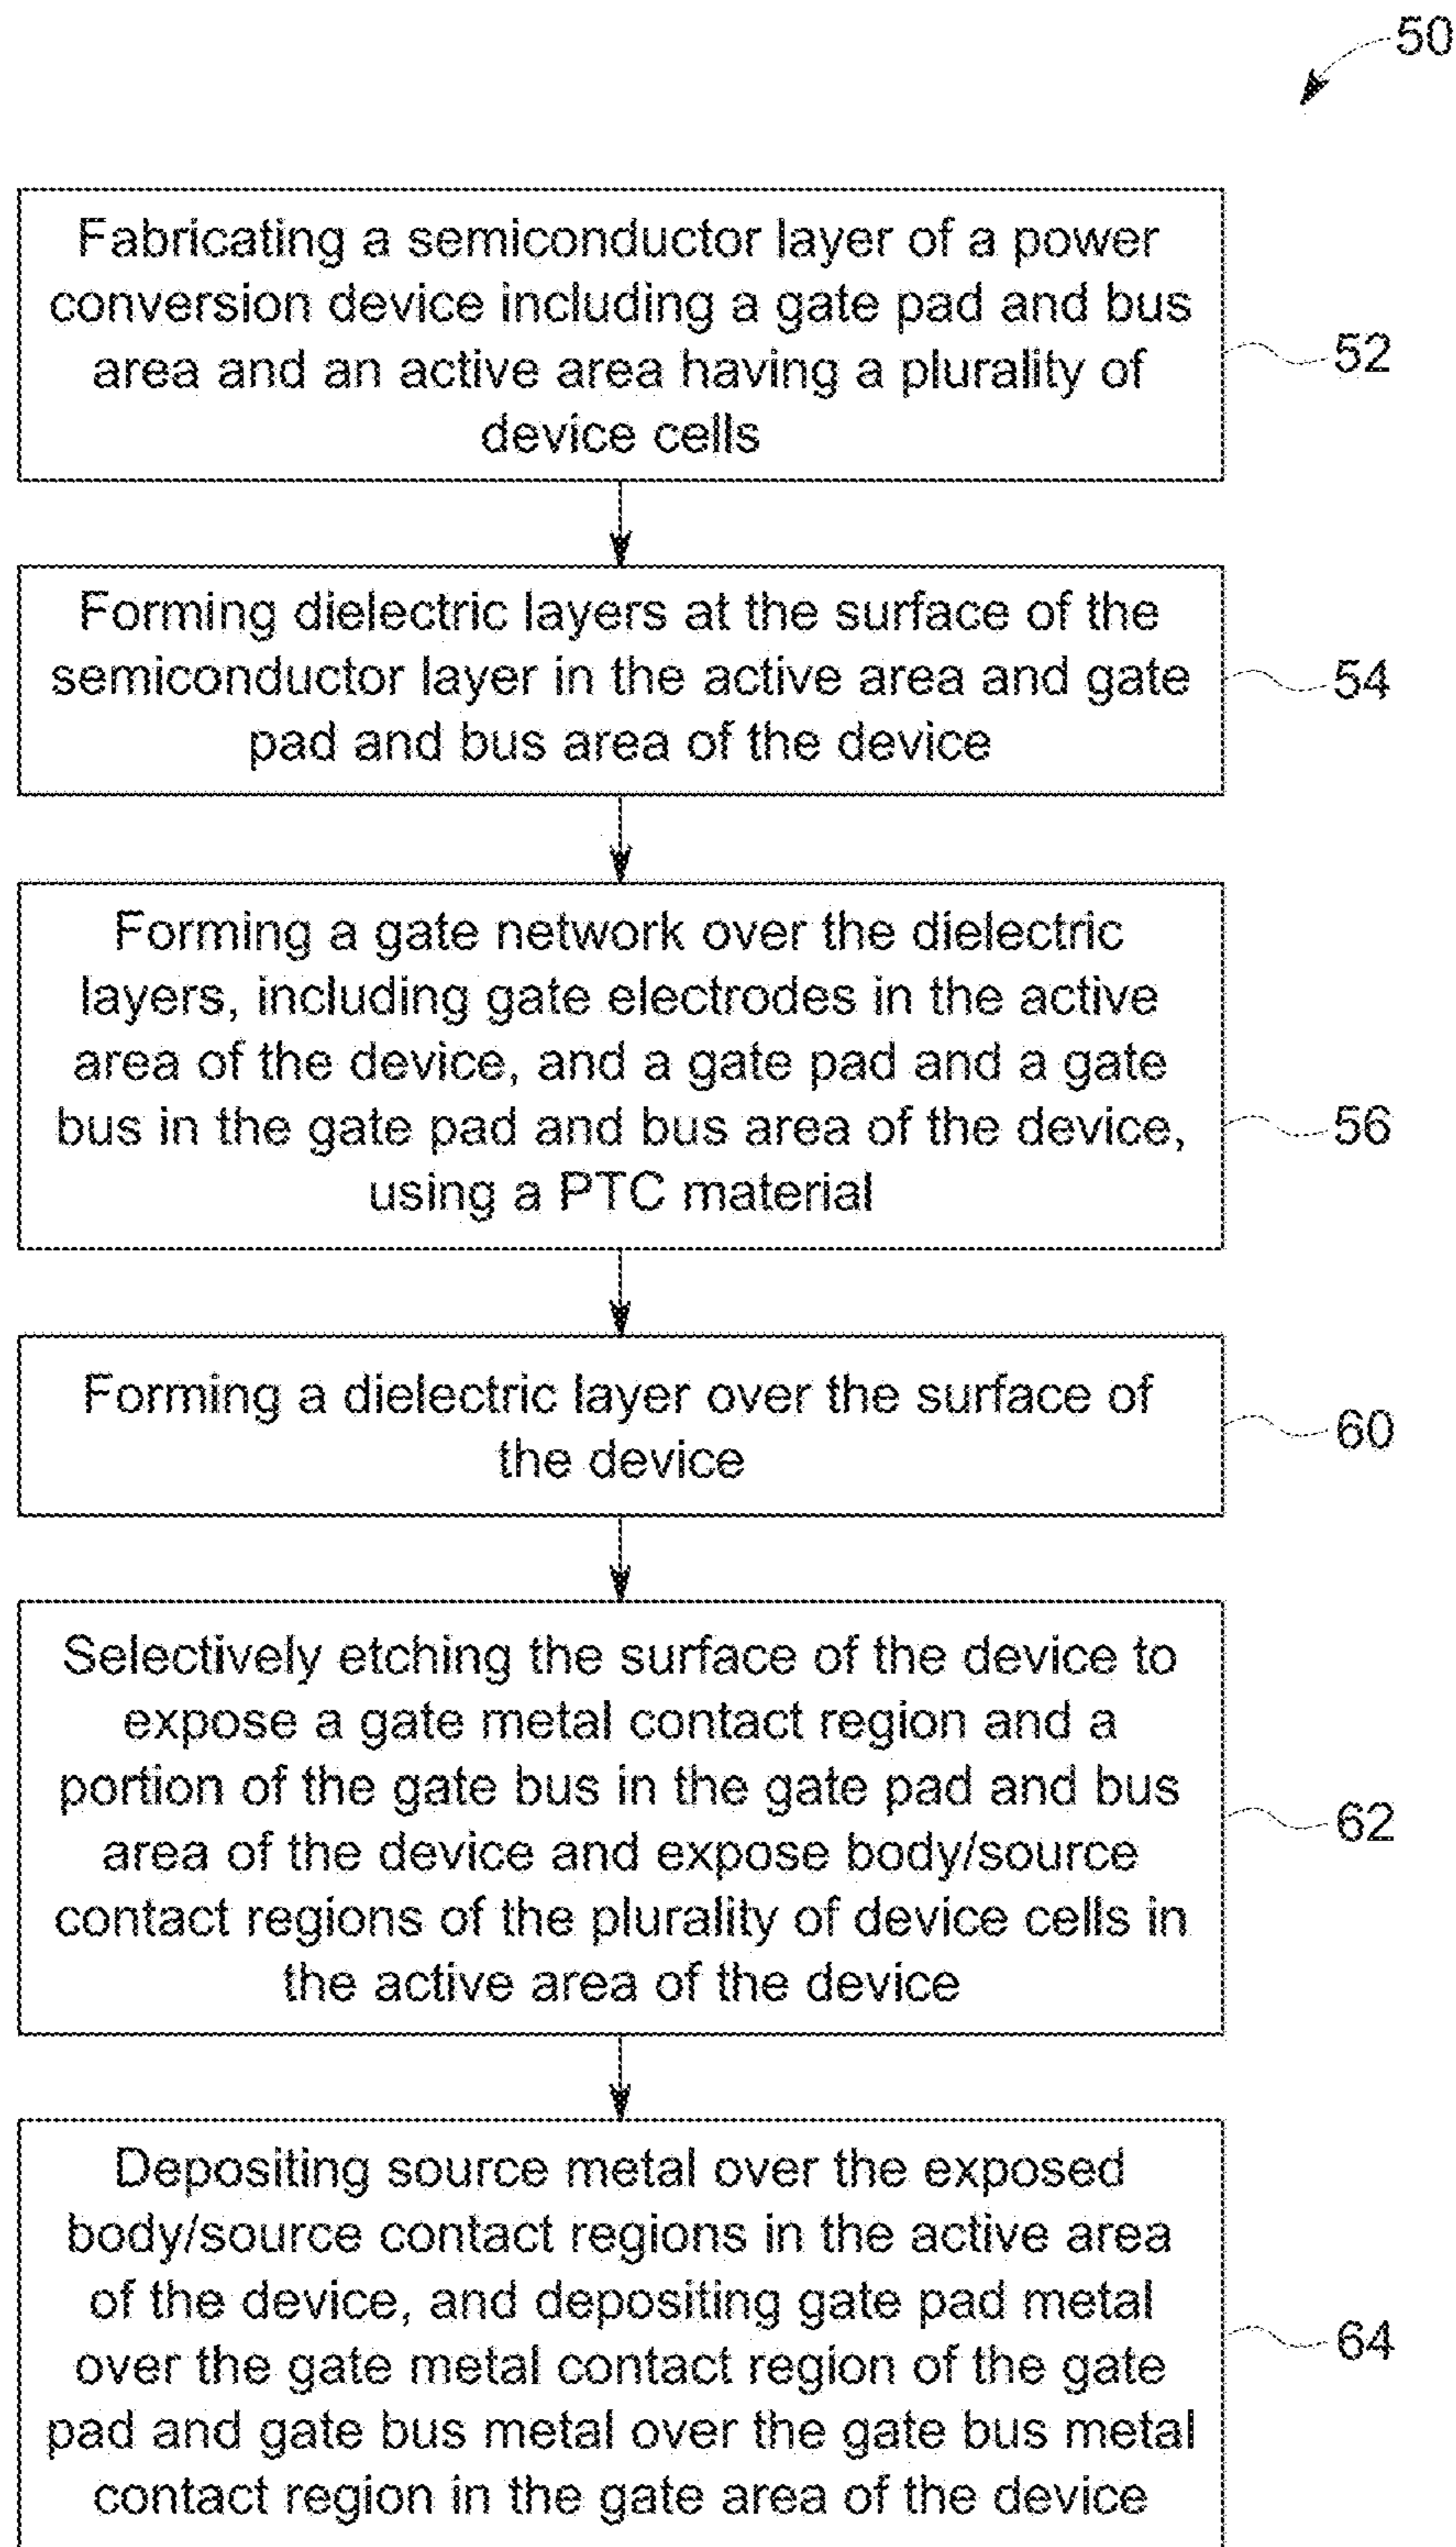 50
Fabricating a semiconductor layer of a power
conversion device including a gate pad and bus
area and an active area having a plurality of
device cells
52
Forming dielectric layers at the surface of the
semiconductor layer in the active area and gate
pad and bus area of the device
54
Forming a gate network over the dielectric
layers, including gate electrodes in the active
area of the device, and a gate pad and a gate
bus in the gate pad and bus area of the device,
using a PTC material
56
Forming a dielectric layer over the surface of
the device
60
Selectively etching the surface of the device to
expose a gate metal contact region and a
portion of the gate bus in the gate pad and bus
area of the device and expose body/source
contact regions of the plurality of device cells in
the active area of the device
62
Depositing source metal over the exposed
body/source contact regions in the active area
of the device, and depositing gate pad metal
over the gate metal contact region of the gate
pad and gate bus metal over the gate bus metal
contact region in the gate area of the device
64